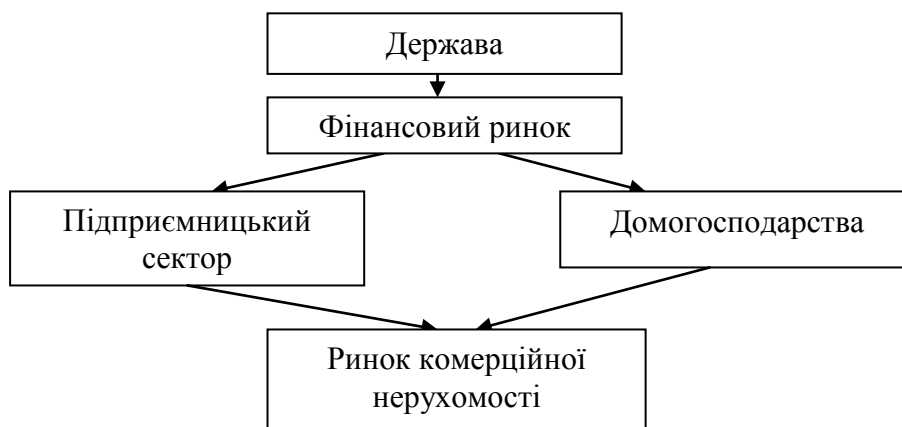 Держава
Фінансовий ринок
Підприємницький
сектор
Домогосподарства
Ринок комерційної
нерухомості